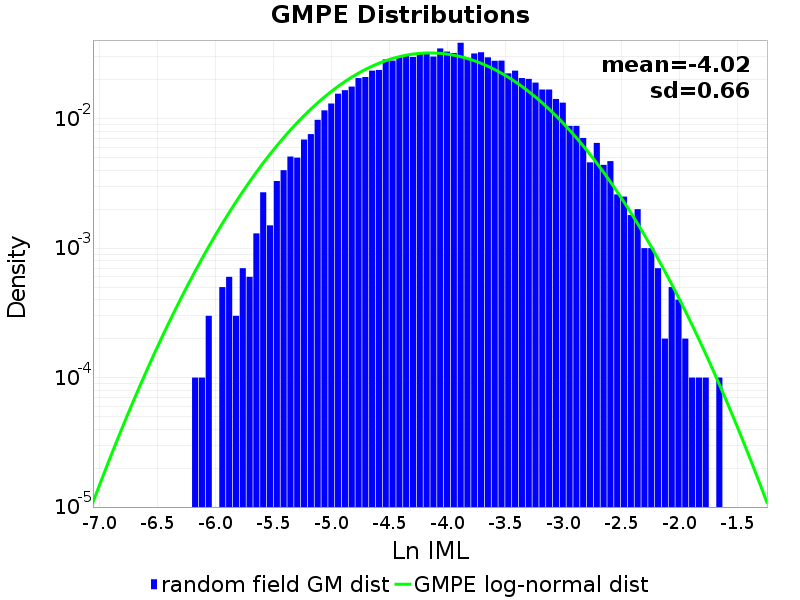 GMPE Distributions
mean=-4.02
sd=0.66
Density
10-2
10-3
10-4
10-5
-7.0 -6.5 -6.0 -5.5 -5.0 -4.5 -4.0 -3.5 -3.0 -2.5 -2.0 -1.5
Ln IML
random field GM dist GMPE log-normal dist